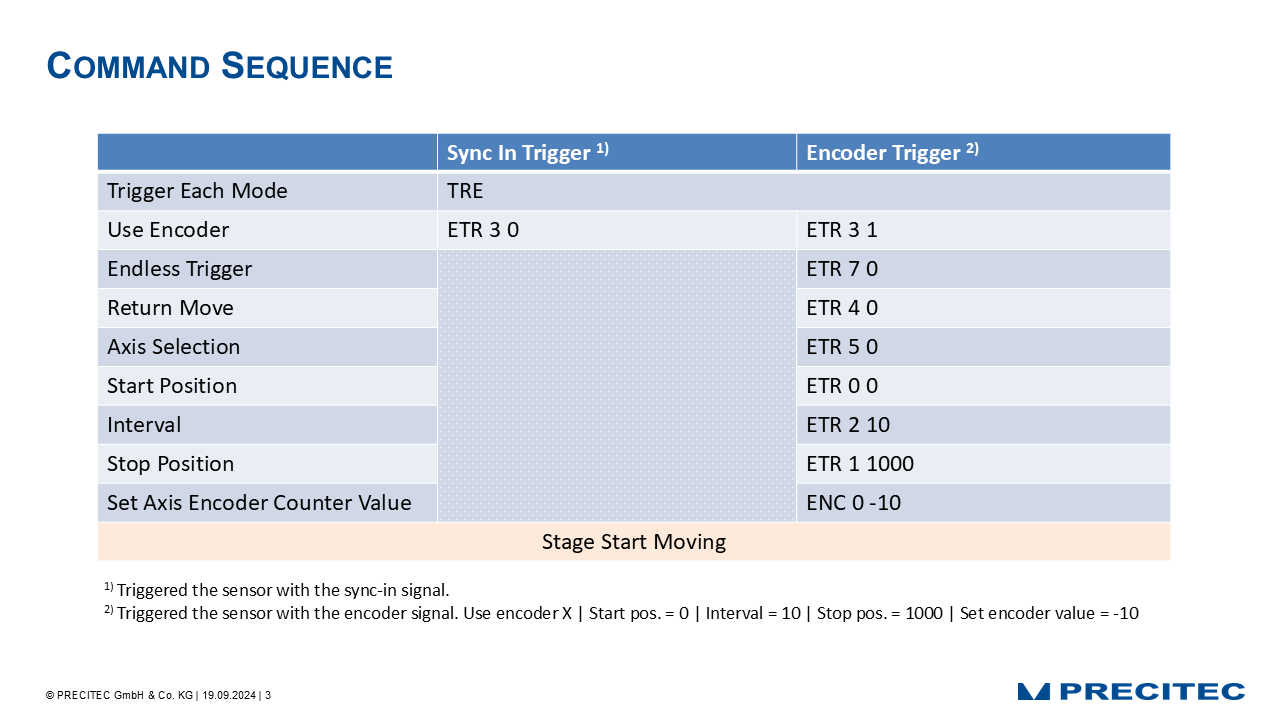 COMMAND SEQUENCE
Sync In Trigger 1) Encoder Trigger 2)
Trigger Each Mode TRE
Use Encoder ETR 3 0 ETR 3 1
Endless Trigger ETR 7 0
Return Move ETR 4 0
Axis Selection ETR 5 0
Start Position ETR 0 0
Interval ETR 2 10
Stop Position ETR 1 1000
Set Axis Encoder Counter Value ENC 0 -10
Stage Start Moving
1) Triggered the sensor with the sync-in signal.
2) Triggered the sensor with the encoder signal. Use encoder X | Start pos. = 0 | Interval = 10 | Stop pos. = 1000 | Set encoder value = -10
© PRECITEC GmbH & Co. KG | 19.09.2024 | 3
PRECITEC